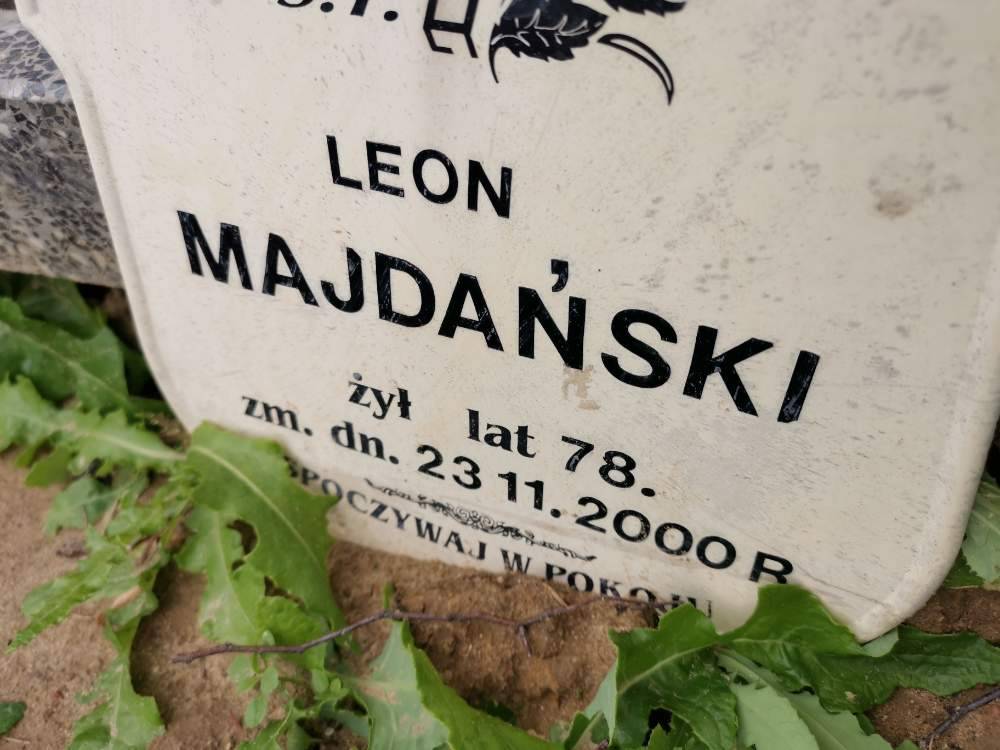 Ś.P.
LEON
MAJDAŃSKI
żył lat 78.
zm. dn. 23 11. 2000 R
SPOCZYWAJ W POKOJU